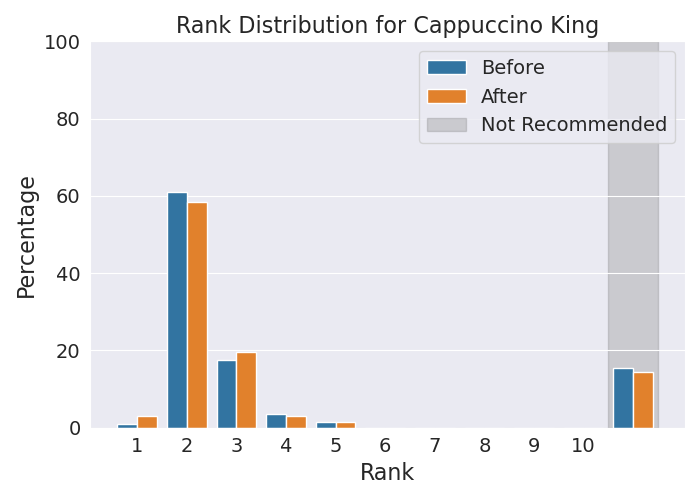 Rank Distribution for Cappuccino King
100
80
60
40
20
0
Percentage
Before
After
Not Recommended
1 2 3 4 5 6 7 8 9 10
Rank